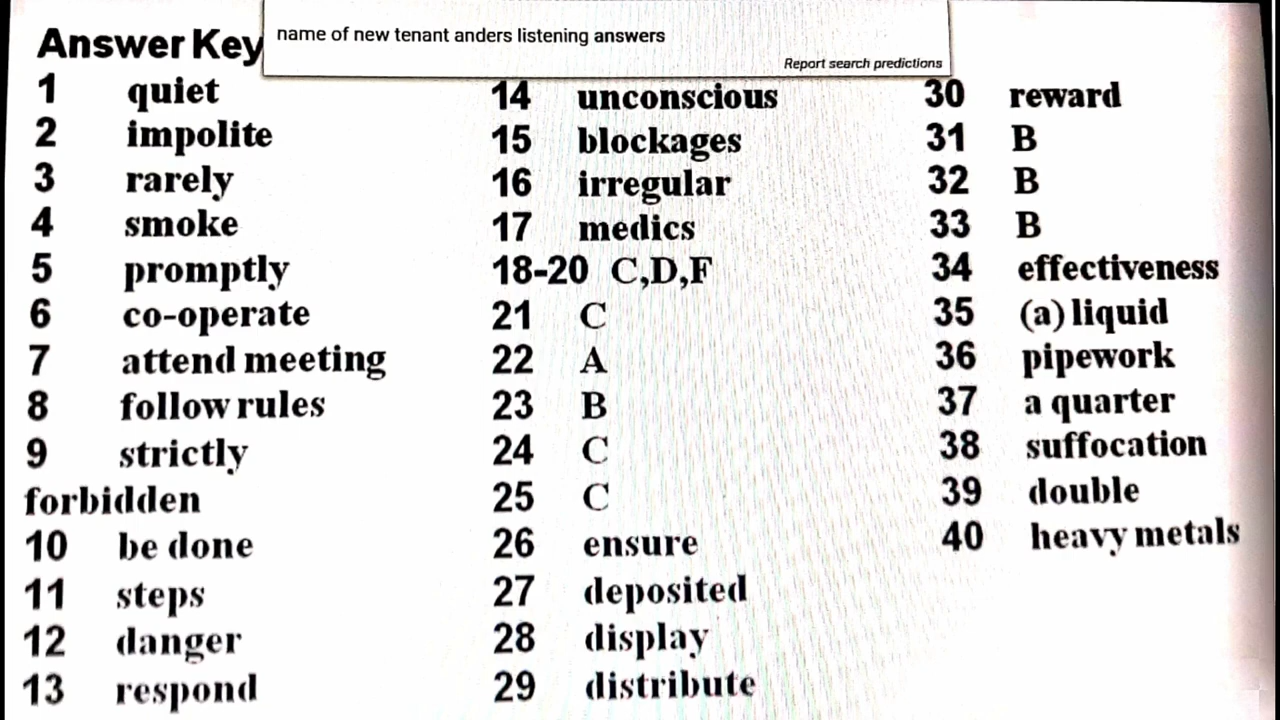 Answer Key
name of new tenant anders listening answers
Report search predictions
1 quiet
2 impolite
3 rarely
4 smoke
5 promptly
6 co-operate
7 attend meeting
8 follow rules
9 strictly
forbidden
10 be done
11 steps
12 danger
13 respond
14 unconscious
15 blockages
16 irregular
17 medics
18-20 C,D,F
21 C
22 A
23 B
24 C
25 C
26 ensure
27 deposited
28 display
29 distribute
30 reward
31 B
32 B
33 B
34 effectiveness
35 (a) liquid
36 pipework
37 a quarter
38 suffocation
39 double
40 heavy metals